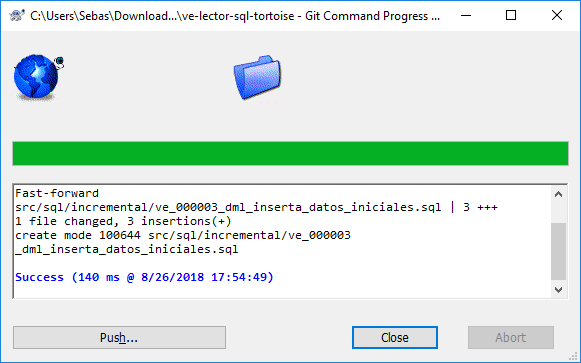 C:\Users\Sebas\Download...\ve-lector-sql-tortoise - Git Command Progress ...
Fast-forward
src/sql/incremental/ve_000003_dml_inserta_datos_iniciales.sql | 3 +++
1 file changed, 3 insertions(+)
create mode 100644 src/sql/incremental/ve_000003
_dml_inserta_datos_iniciales.sql
Success (140 ms @ 8/26/2018 17:54:49)
Push...
Close
Abort